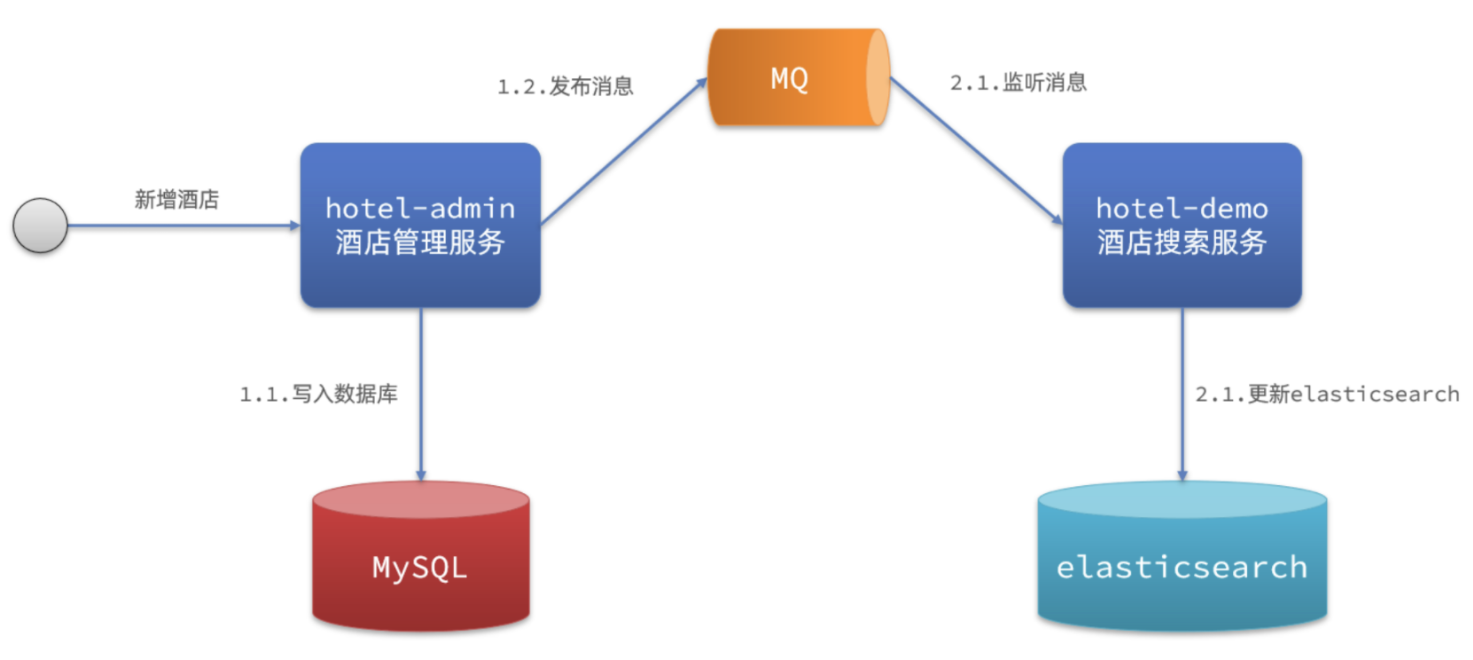 MQ
1.2.发布消息
2.1.监听消息
新增酒店
hotel-admin
酒店管理服务
hotel-demo
酒店搜索服务
1.1.写入数据库
2.1.更新elasticsearch
MySQL
elasticsearch